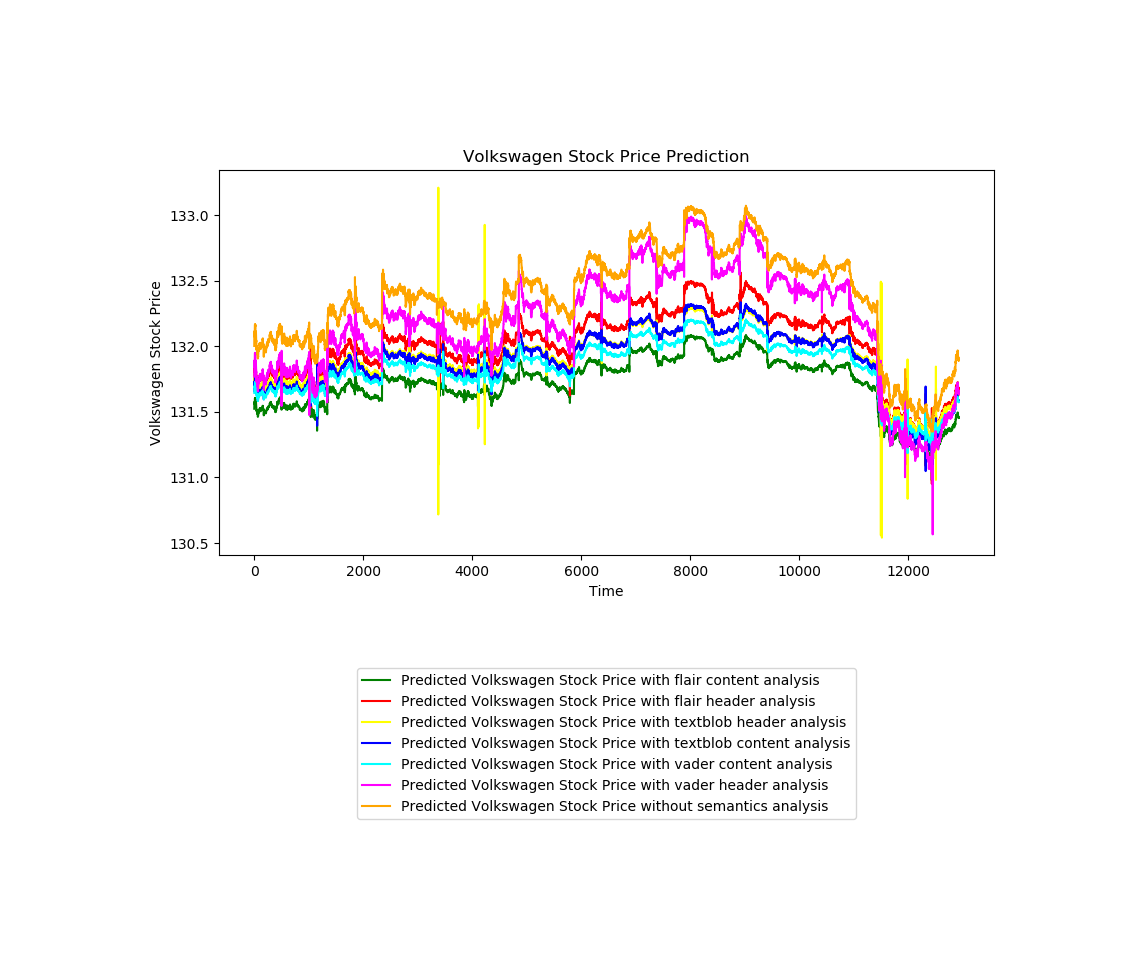 Volkswagen Stock Price Prediction
Volkswagen Stock Price
133.0
132.5
132.0
131.5
131.0
130.5
0 2000 4000 6000 8000 10000 12000
Time
Predicted Volkswagen Stock Price with flair content analysis
Predicted Volkswagen Stock Price with flair header analysis
Predicted Volkswagen Stock Price with textblob header analysis
Predicted Volkswagen Stock Price with textblob content analysis
Predicted Volkswagen Stock Price with vader content analysis
Predicted Volkswagen Stock Price with vader header analysis
Predicted Volkswagen Stock Price without semantics analysis